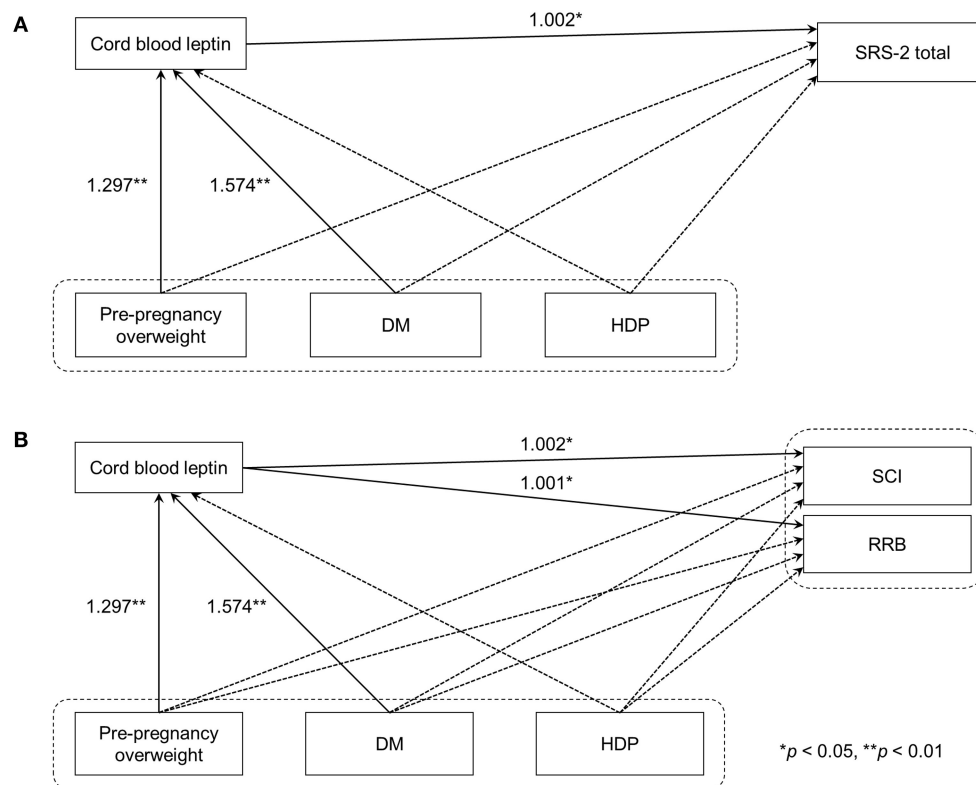 A
Cord blood leptin
1.002*
SRS-2 total
1.297**
1.574**
Pre-pregnancy
overweight
DM
HDP
B
Cord blood leptin
1.002*
SCI
1.001*
RRB
1.297**
1.574**
Pre-pregnancy
overweight
DM
HDP
*p < 0.05, **p < 0.01